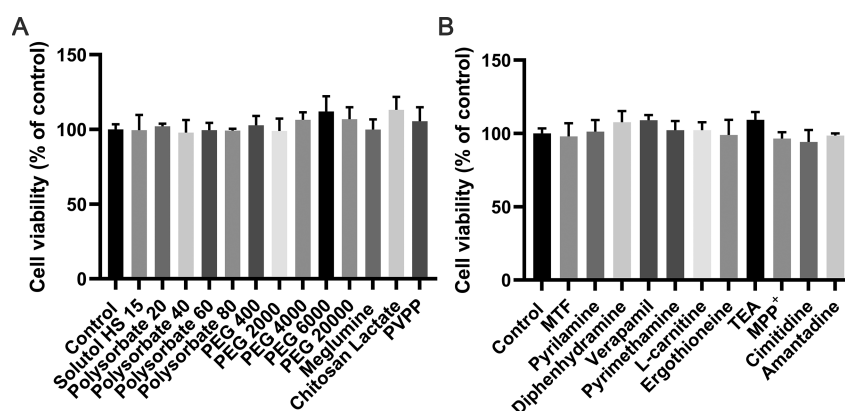 A
Cell viability (% of control)
150
100
50
0
Control
Solutol HS 15
Polysorbate 20
Polysorbate 40
Polysorbate 60
Polysorbate 80
PEG 400
PEG 2000
PEG 4000
PEG 6000
PEG 20000
Meglumine
Chitosan Lactate
PVPP
B
Cell viability (% of control)
150
100
50
0
Control
MTF
Pyrilamine
Diphenhydramine
Verapamil
Pyrimethamine
L-carnitine
Ergothioneine
TEA
MPP⁺
Cimitidine
Amantadine